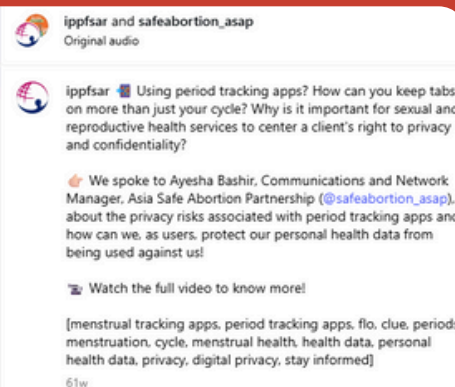 ippfsar and safeabortion_asap
Original audio
ippfsar 📲 Using period tracking apps? How can you keep tabs
on more than just your cycle? Why is it important for sexual and
reproductive health services to center a client's right to privacy
and confidentiality?
👉🏻 We spoke to Ayesha Bashir, Communications and Network
Manager, Asia Safe Abortion Partnership (@safeabortion_asap),
about the privacy risks associated with period tracking apps and
how can we, as users, protect our personal health data from
being used against us!
📹 Watch the full video to know more!
[menstrual tracking apps, period tracking apps, flo, clue, periods
menstruation, cycle, menstrual health, health data, personal
health data, privacy, digital privacy, stay informed]
61w